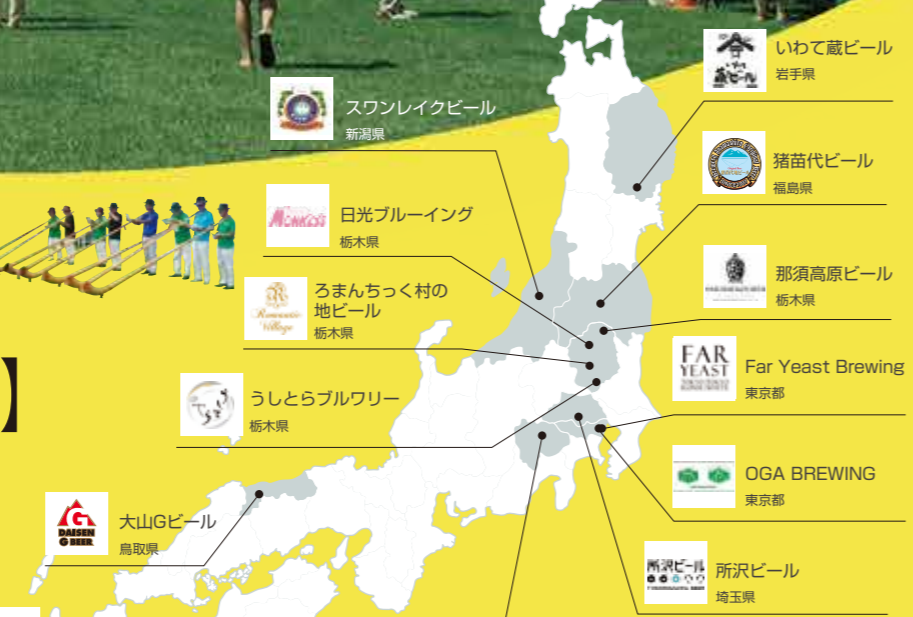 いわて蔵ビール
岩手県
スワンレイクビール
新潟県
猪苗代ビール
福島県
日光ブルーイング
栃木県
MONKEYS
那須高原ビール
栃木県
ろまんちっく村の
地ビール
栃木県
Romantic
Village
FAR
YEAST
Far Yeast Brewing
東京都
うしとらブルワリー
栃木県
】
OGA BREWING
東京都
DAISEN
G BEER
大山Gビール
鳥取県
所沢ビール
所沢ビール
埼玉県